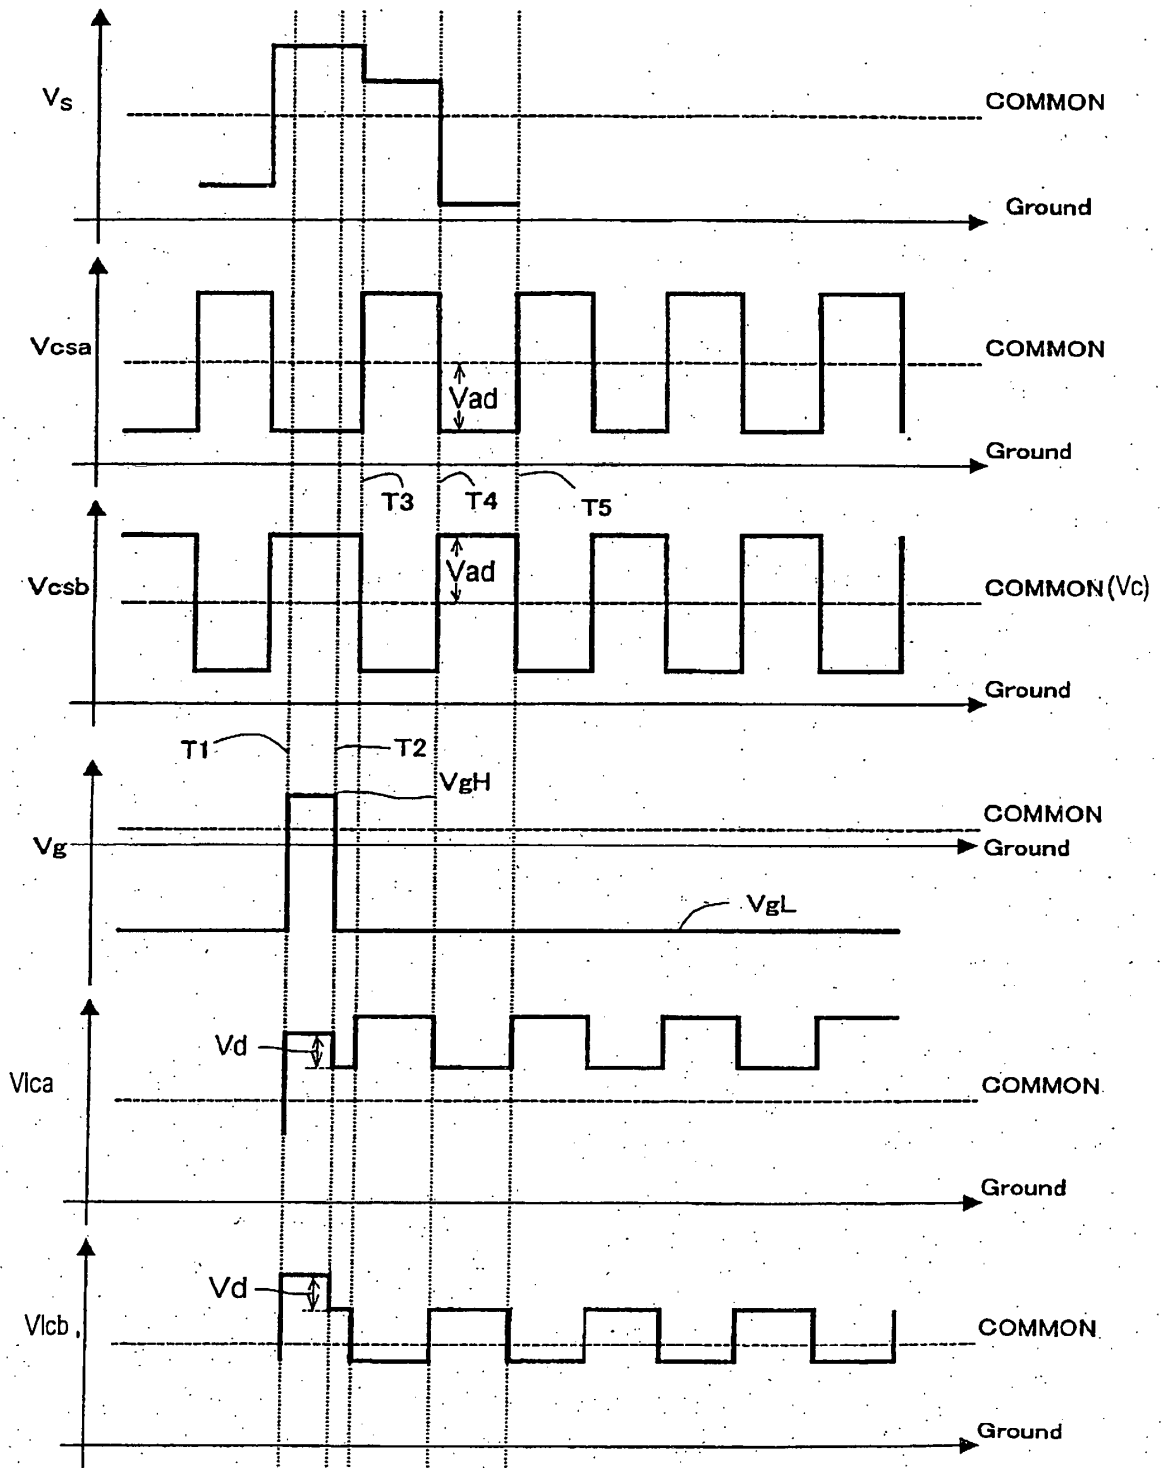 Vs
COMMON
Ground
Vcsa
COMMON
Vad
Ground
T3
T4
T5
Vcsb
Vad
COMMON(Vc)
Ground
T1
T2
VgH
COMMON
Vg
Ground
VgL
Vd
Vlca
COMMON
Ground
Vd
Vlcb
COMMON
Ground